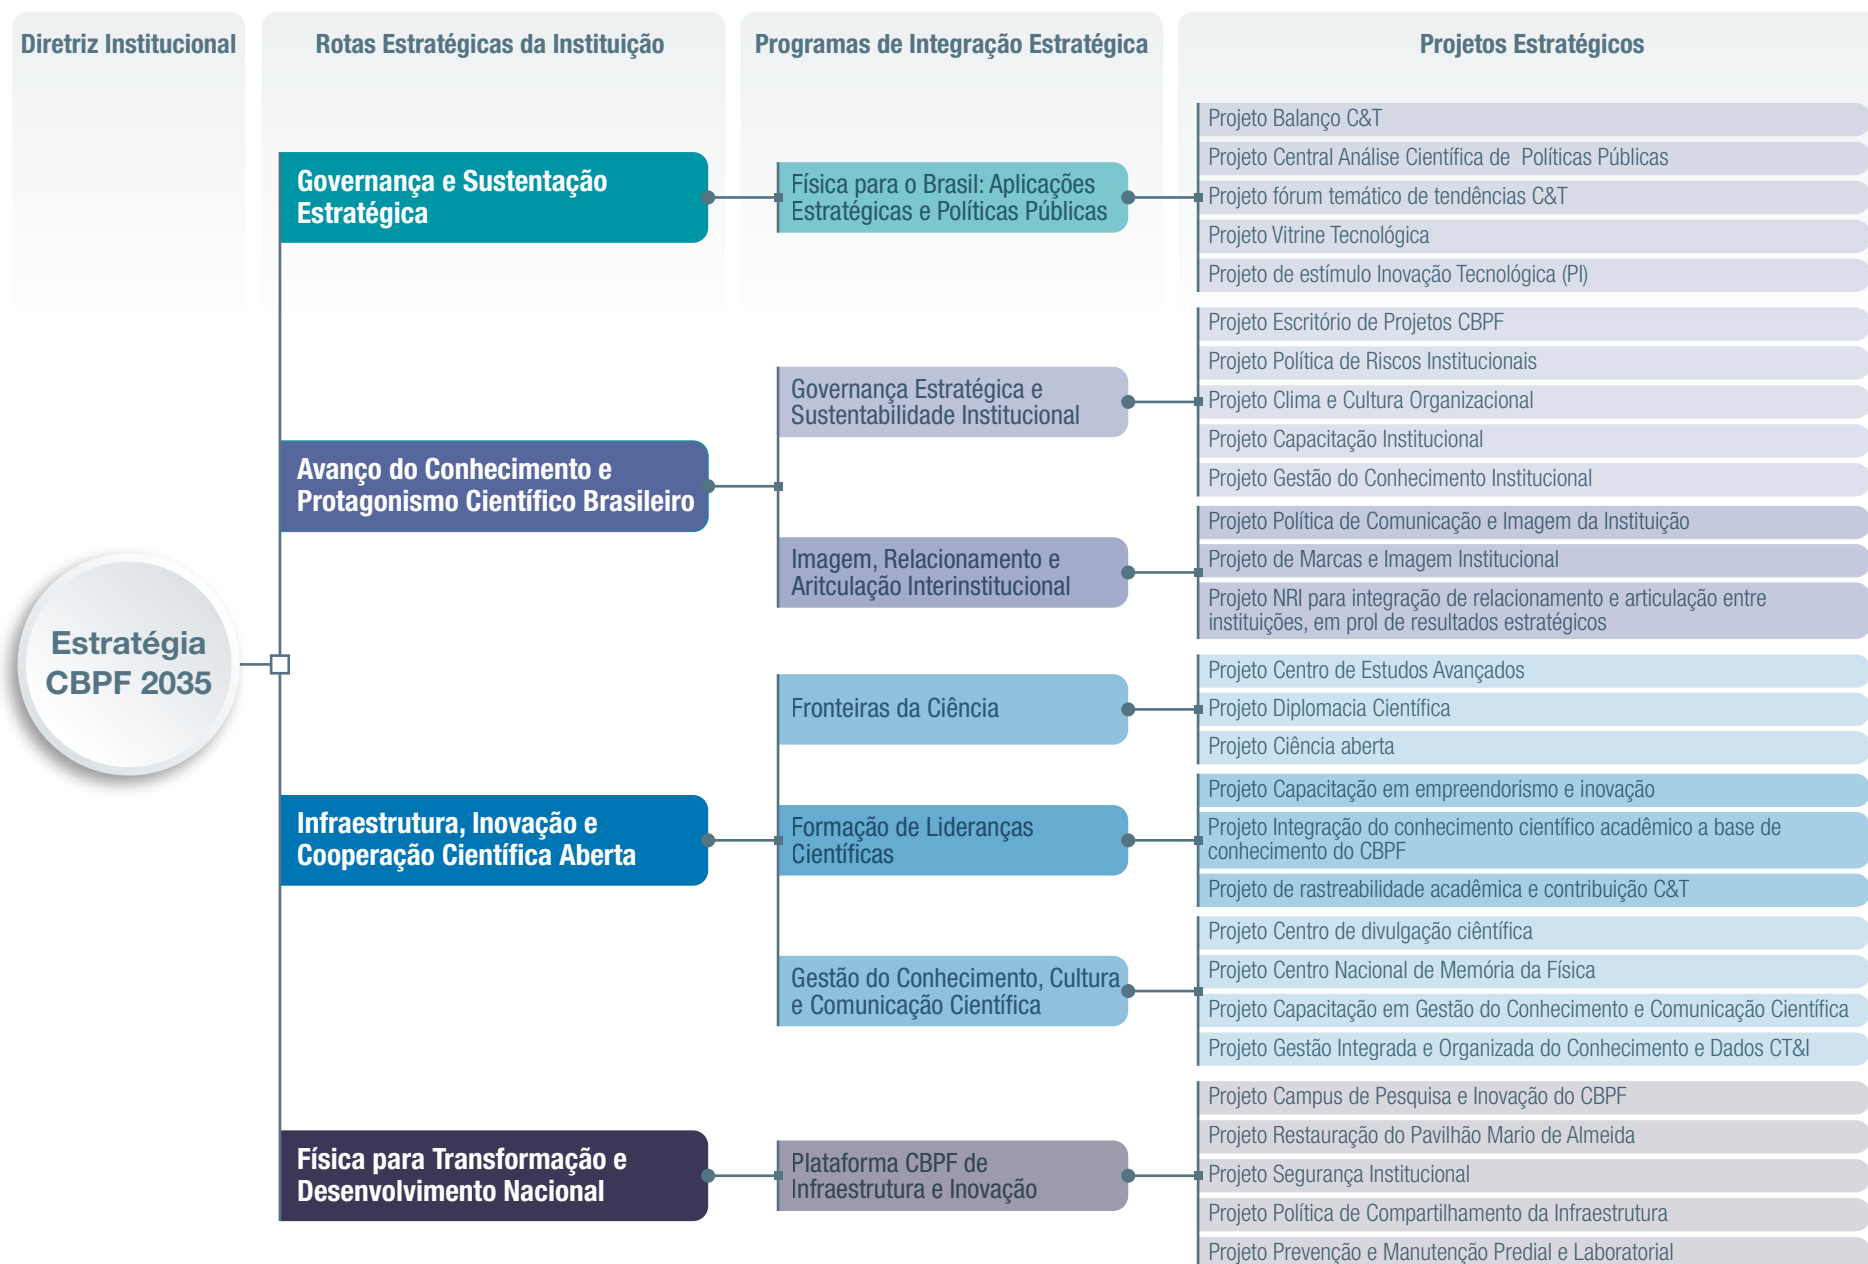 Diretriz Institucional
Rotas Estratégicas da Instituição
Programas de Integração Estratégica
Projetos Estratégicos
Estratégia
CBPF 2035
Governança e Sustentação
Estratégica
Física para o Brasil: Aplicações
Estratégicas e Políticas Públicas
Projeto Balanço C&T
Projeto Central Análise Científica de Políticas Públicas
Projeto fórum temático de tendências C&T
Projeto Vitrine Tecnológica
Projeto de estímulo Inovação Tecnológica (PI)
Avanço do Conhecimento e
Protagonismo Científico Brasileiro
Governança Estratégica e
Sustentabilidade Institucional
Projeto Escritório de Projetos CBPF
Projeto Política de Riscos Institucionais
Projeto Clima e Cultura Organizacional
Projeto Capacitação Institucional
Projeto Gestão do Conhecimento Institucional
Imagem, Relacionamento e
Aritculação Interinstitucional
Projeto Política de Comunicação e Imagem da Instituição
Projeto de Marcas e Imagem Institucional
Projeto NRI para integração de relacionamento e articulação entre
instituições, em prol de resultados estratégicos
Infraestrutura, Inovação e
Cooperação Científica Aberta
Fronteiras da Ciência
Projeto Centro de Estudos Avançados
Projeto Diplomacia Científica
Projeto Ciência aberta
Formação de Lideranças
Científicas
Projeto Capacitação em empreendorismo e inovação
Projeto Integração do conhecimento científico acadêmico a base de
conhecimento do CBPF
Projeto de rastreabilidade acadêmica e contribuição C&T
Gestão do Conhecimento, Cultura
e Comunicação Científica
Projeto Centro de divulgação ciêntífica
Projeto Centro Nacional de Memória da Física
Projeto Capacitação em Gestão do Conhecimento e Comunicação Científica
Projeto Gestão Integrada e Organizada do Conhecimento e Dados CT&I
Física para Transformação e
Desenvolvimento Nacional
Plataforma CBPF de
Infraestrutura e Inovação
Projeto Campus de Pesquisa e Inovação do CBPF
Projeto Restauração do Pavilhão Mario de Almeida
Projeto Segurança Institucional
Projeto Política de Compartilhamento da Infraestrutura
Projeto Prevenção e Manutenção Predial e Laboratorial